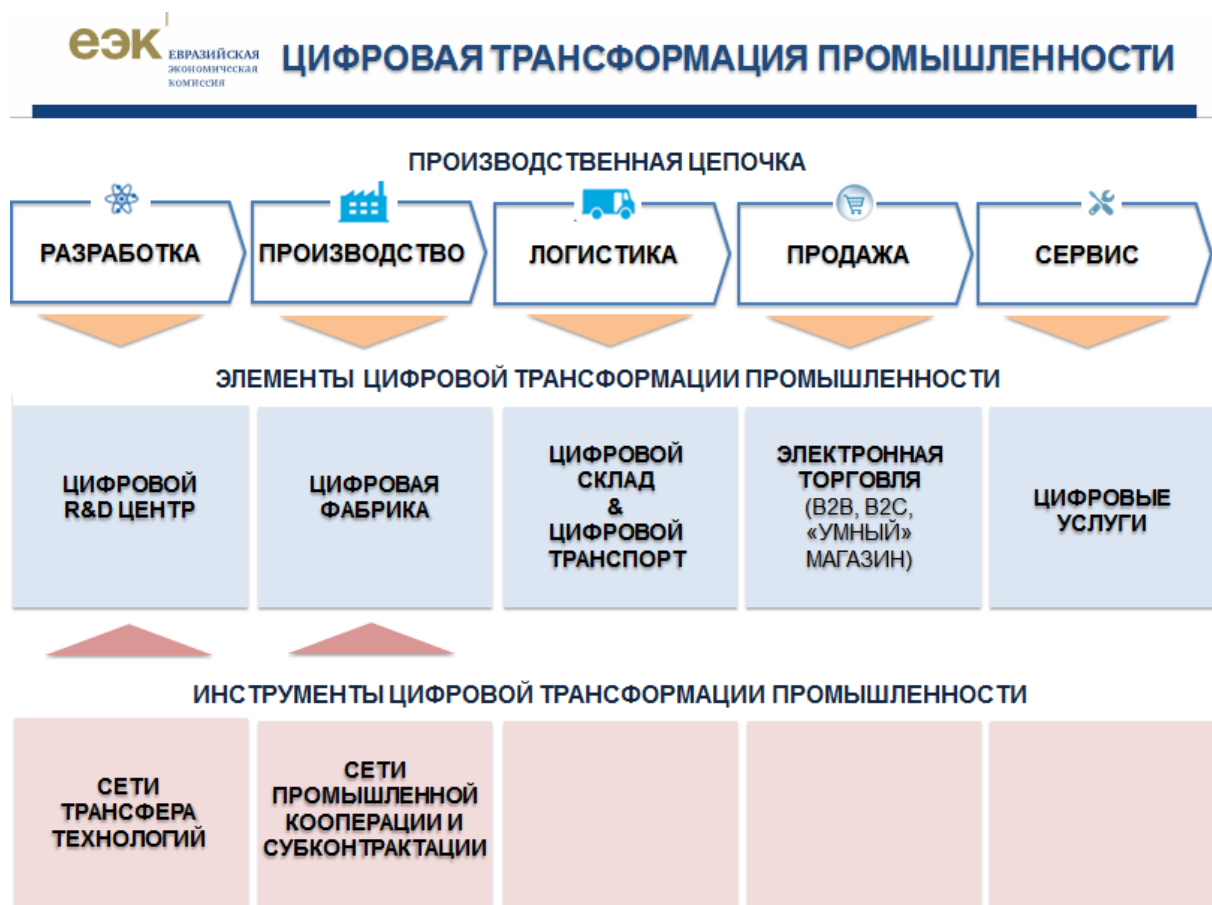 еэк
ЕВРАЗИЙСКАЯ
экономическая
комиссия
ЦИФРОВАЯ ТРАНСФОРМАЦИЯ ПРОМЫШЛЕННОСТИ
ПРОИЗВОДСТВЕННАЯ ЦЕПОЧКА
РАЗРАБОТКА
ПРОИЗВОДСТВО
ЛОГИСТИКА
ПРОДАЖА
СЕРВИС
ЭЛЕМЕНТЫ ЦИФРОВОЙ ТРАНСФОРМАЦИИ ПРОМЫШЛЕННОСТИ
ЦИФРОВОЙ
R&D ЦЕНТР
ЦИФРОВАЯ
ФАБРИКА
ЦИФРОВОЙ
СКЛАД
&
ЦИФРОВОЙ
ТРАНСПОРТ
ЭЛЕКТРОННАЯ
ТОРГОВЛЯ
(B2B, B2C,
«УМНЫЙ»
МАГАЗИН)
ЦИФРОВЫЕ
УСЛУГИ
ИНСТРУМЕНТЫ ЦИФРОВОЙ ТРАНСФОРМАЦИИ ПРОМЫШЛЕННОСТИ
СЕТИ
ТРАНСФЕРА
ТЕХНОЛОГИЙ
СЕТИ
ПРОМЫШЛЕННОЙ
КООПЕРАЦИИ И
СУБКОНТРАКТАЦИИ